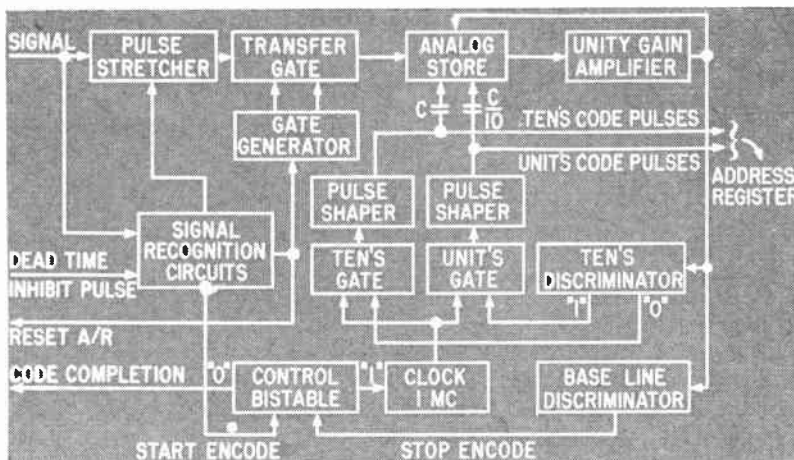 SIGNAL
PULSE
STRETCHER
TRANSFER
GATE
ANALOG
STORE
UNITY GAIN
AMPLIFIER
C
C
10
TEN'S CODE PULSES
GATE
GENERATOR
UNIT'S CODE PULSES
ADDRESS
REGISTER
PULSE
SHAPER
PULSE
SHAPER
SIGNAL
RECOGNITION
CIRCUITS
DEAD TIME
INHIBIT PULSE
TEN'S
GATE
UNIT'S
GATE
TEN'S
DISCRIMINATOR
"1" "0"
RESET A/R
CODE COMPLETION
"0"
CONTROL
BISTABLE
"1"
CLOCK
1 MC
BASE LINE
DISCRIMINATOR
START ENCODE
STOP ENCODE